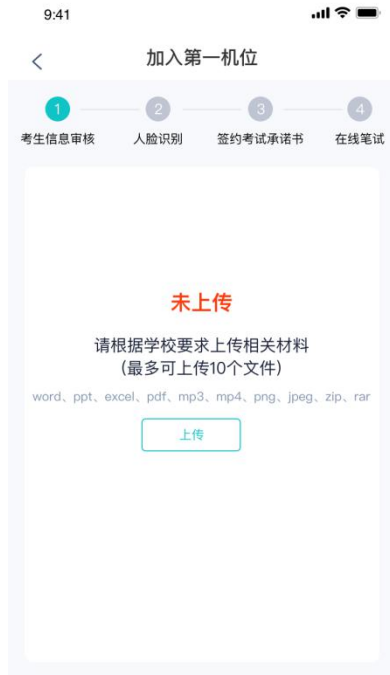 9:41
加入第一机位
1 2 3 4
考生信息审核 人脸识别 签约考试承诺书 在线笔试
未上传
请根据学校要求上传相关材料
(最多可上传10个文件)
word、ppt、excel、pdf、mp3、mp4、png、jpeg、zip、rar
上传